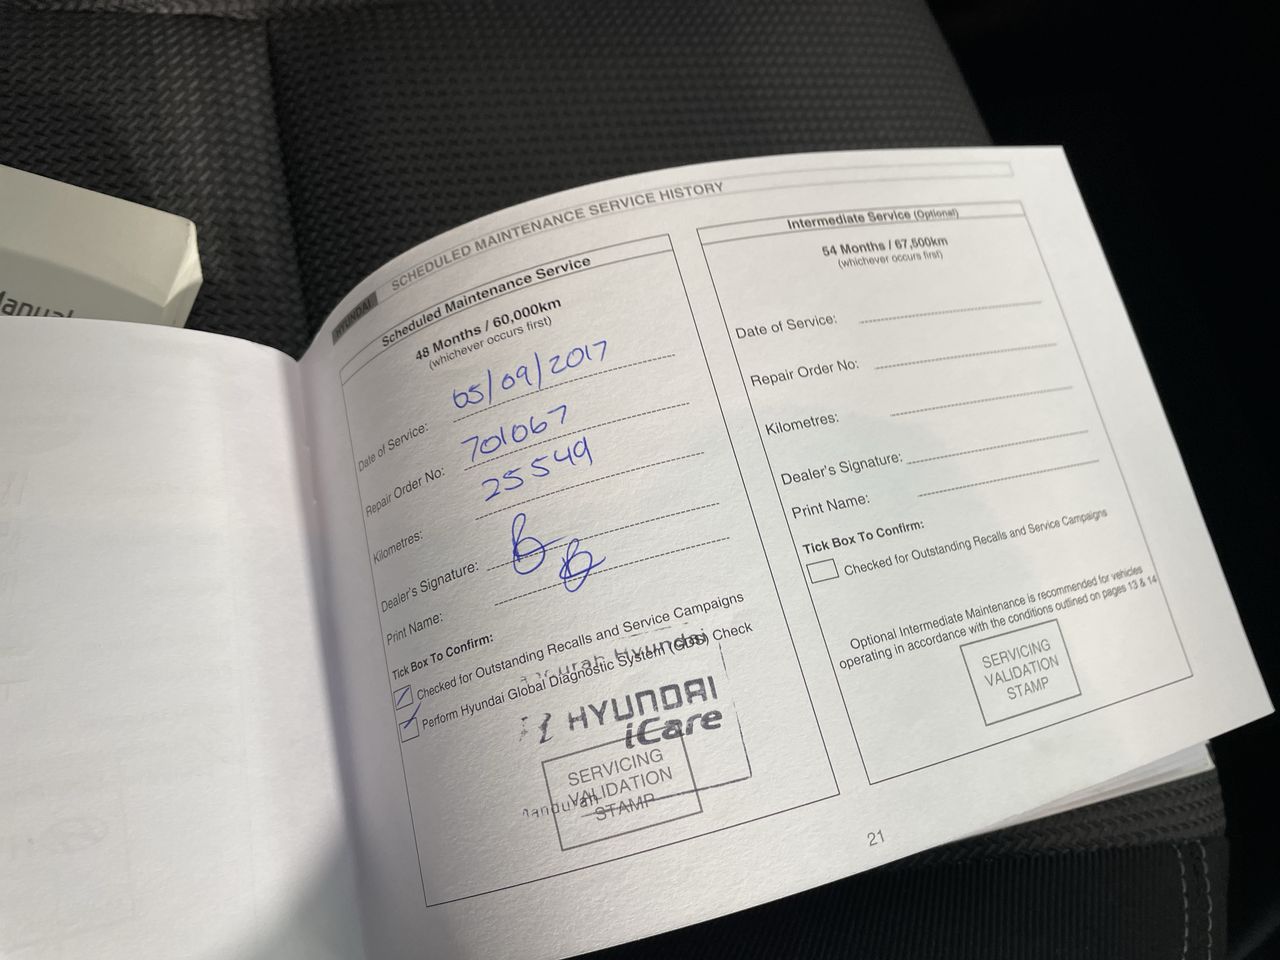 Manual
HYUNDAI SCHEDULED MAINTENANCE SERVICE HISTORY
Scheduled Maintenance Service
48 Months / 60,000km
(whichever occurs first)
Date of Service: 05/09/2017
Repair Order No: 701067
Kilometres: 25549
Dealer's Signature:
Print Name:
Tick Box To Confirm:
Checked for Outstanding Recalls and Service Campaigns
Perform Hyundai Global Diagnostic System (GDS) Check
Hyundai
HYUNDAI
iCare
SERVICING
VALIDATION
STAMP
Mandurah
Intermediate Service (Optional)
54 Months / 67,500km
(whichever occurs first)
Date of Service:
Repair Order No:
Kilometres:
Dealer's Signature:
Print Name:
Tick Box To Confirm:
Checked for Outstanding Recalls and Service Campaigns
Optional Intermediate Maintenance is recommended for vehicles
operating in accordance with the conditions outlined on pages 13 & 14
SERVICING
VALIDATION
STAMP
21